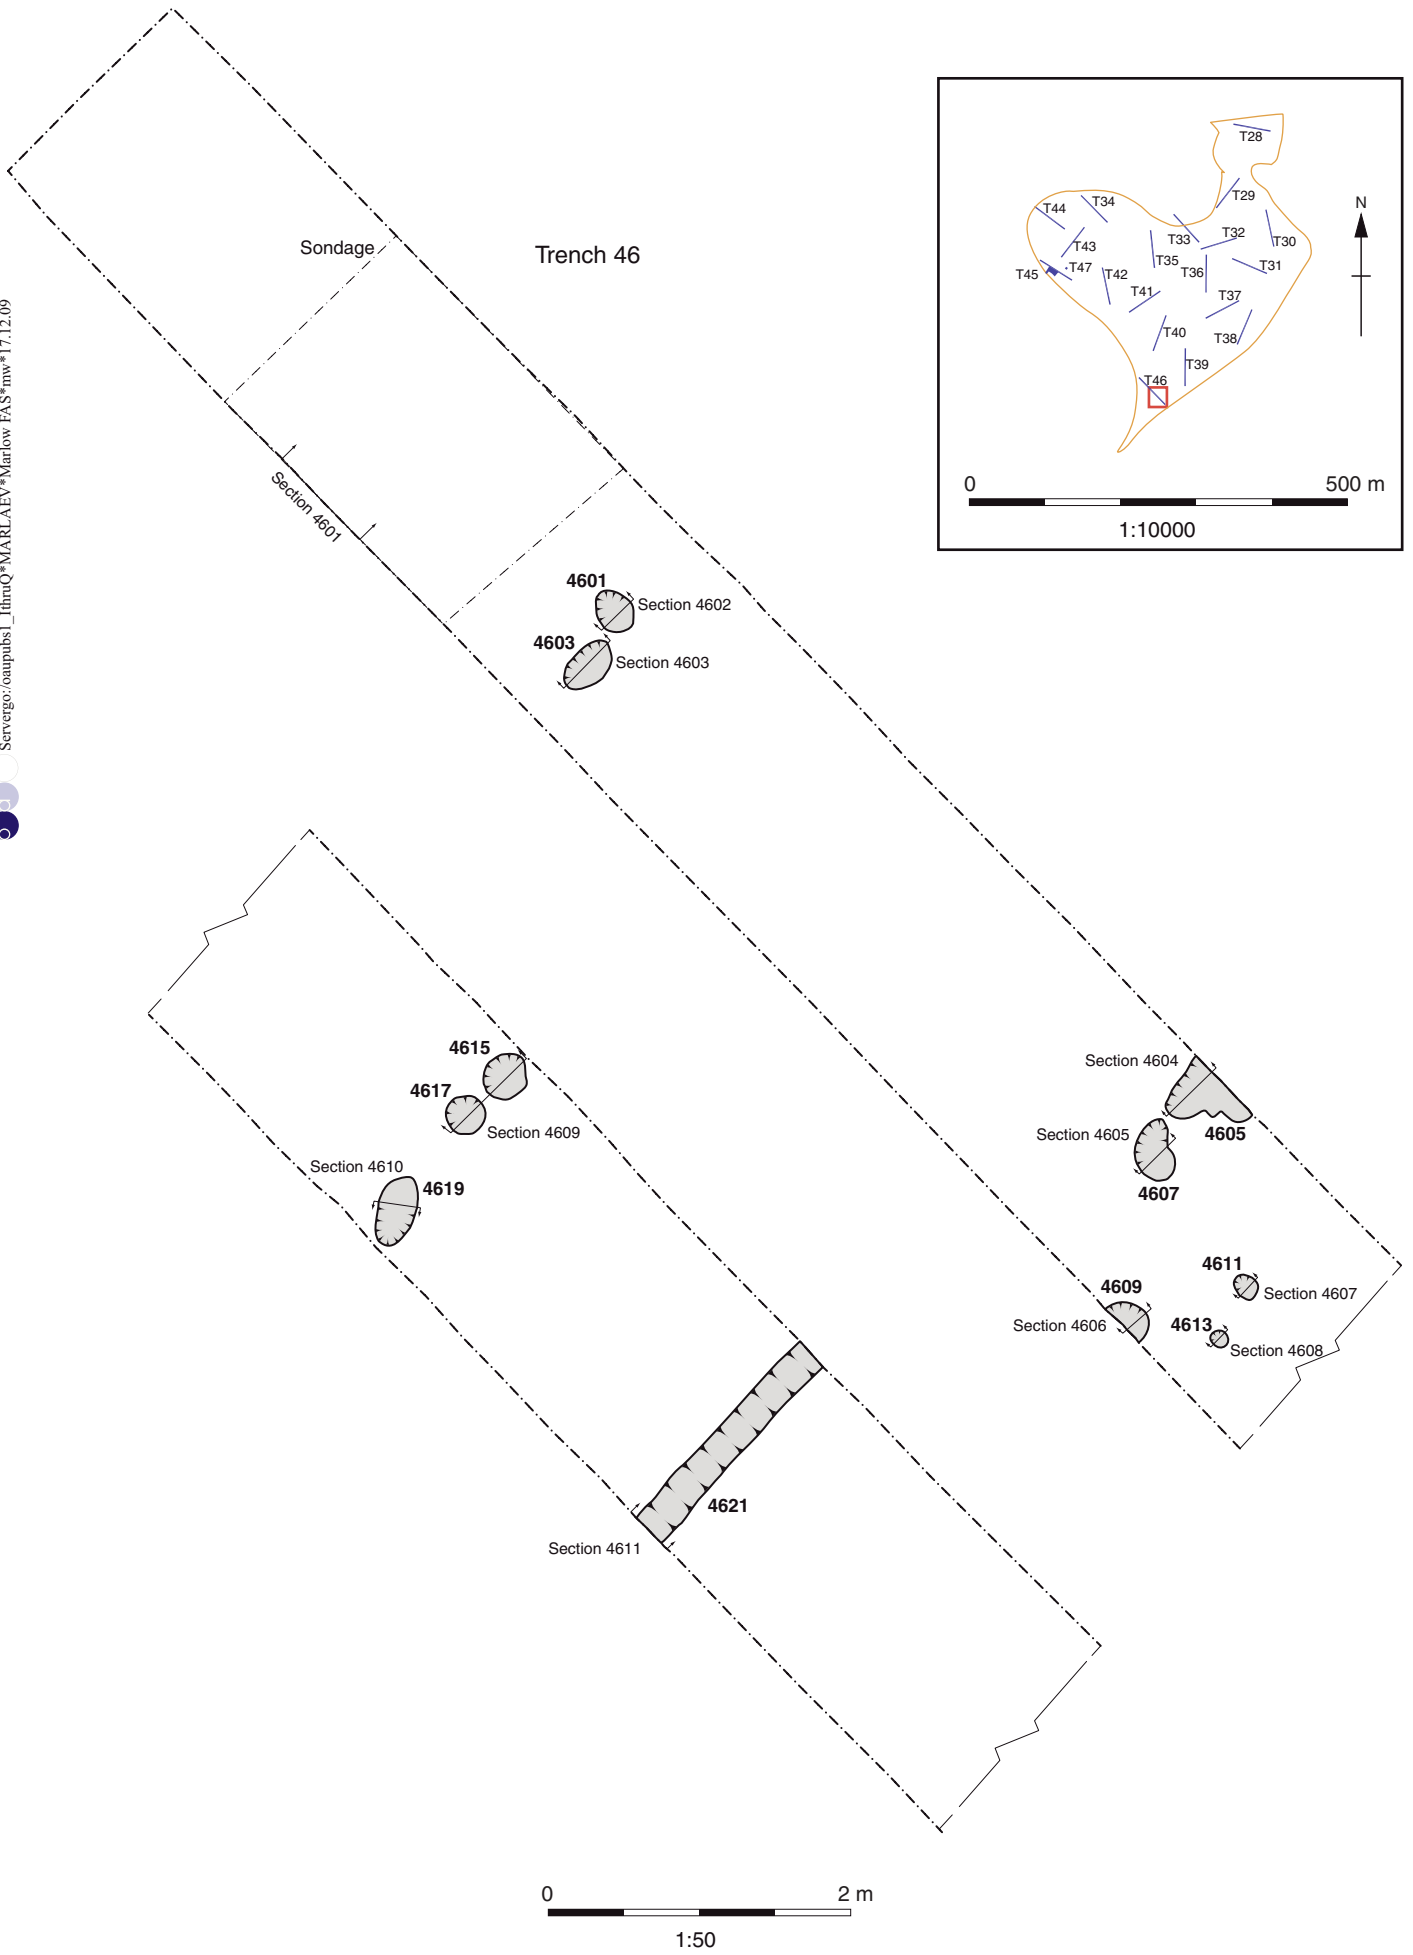 Servergo:/oaupubs1_1thruQ*MARLAEV*Marlow FAS*mw*17.12.09
Sondage
Trench 46
T28
T29
T44
T34
T33
T32
T30
T43
T35
T45
T47
T42
T36
T31
T41
T37
T40
T38
T39
T46
N
0
500 m
1:10000
Section 4601
4601
Section 4602
4603
Section 4603
Section 4604
4605
Section 4605
4607
4615
4617
Section 4609
Section 4610
4619
4611
Section 4607
4609
Section 4606
4613
Section 4608
4621
Section 4611
0
2 m
1:50